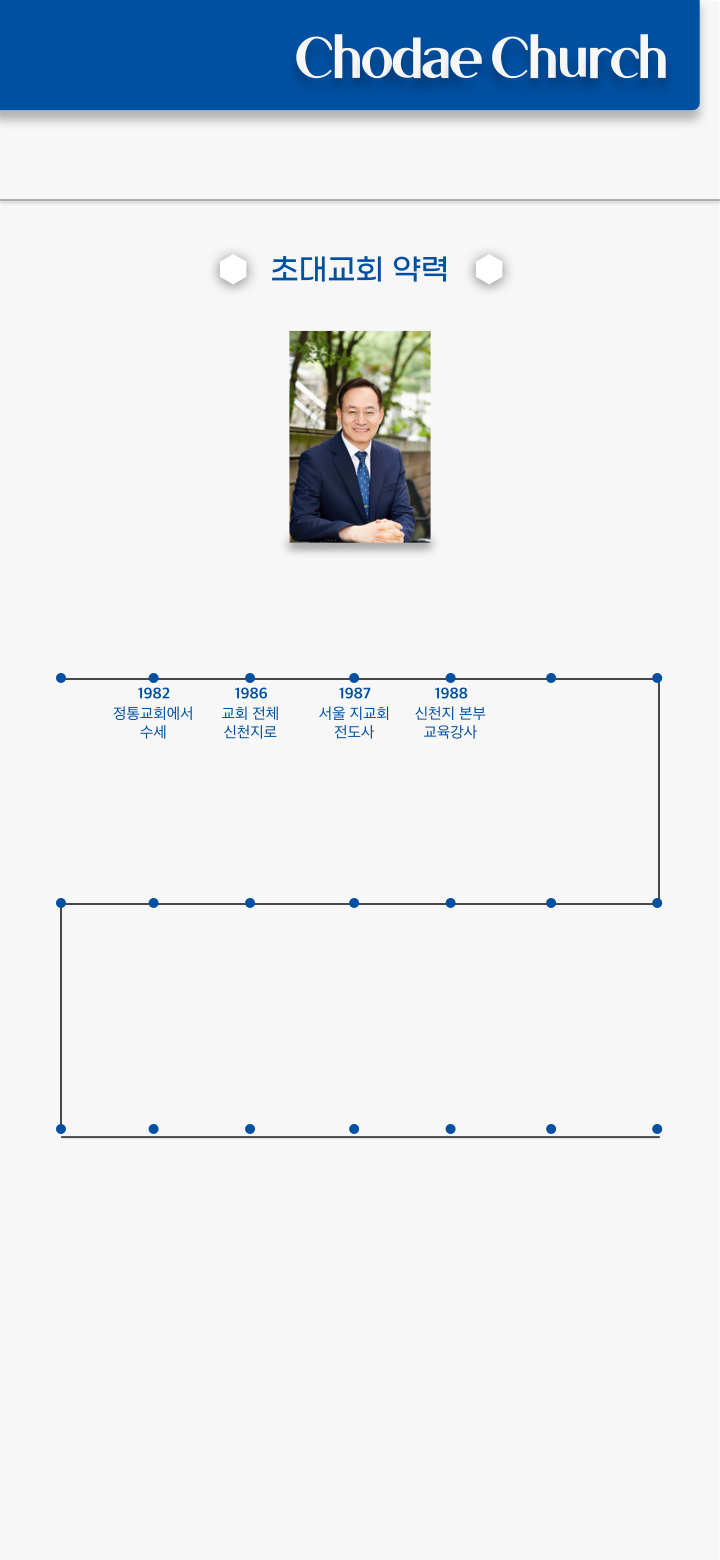 Chodae Church
초대교회 약력
1982
정통교회에서
수세
1986
교회 전체
신천지로
1987
서울 지교회
전도사
1988
신천지 본부
교육강사